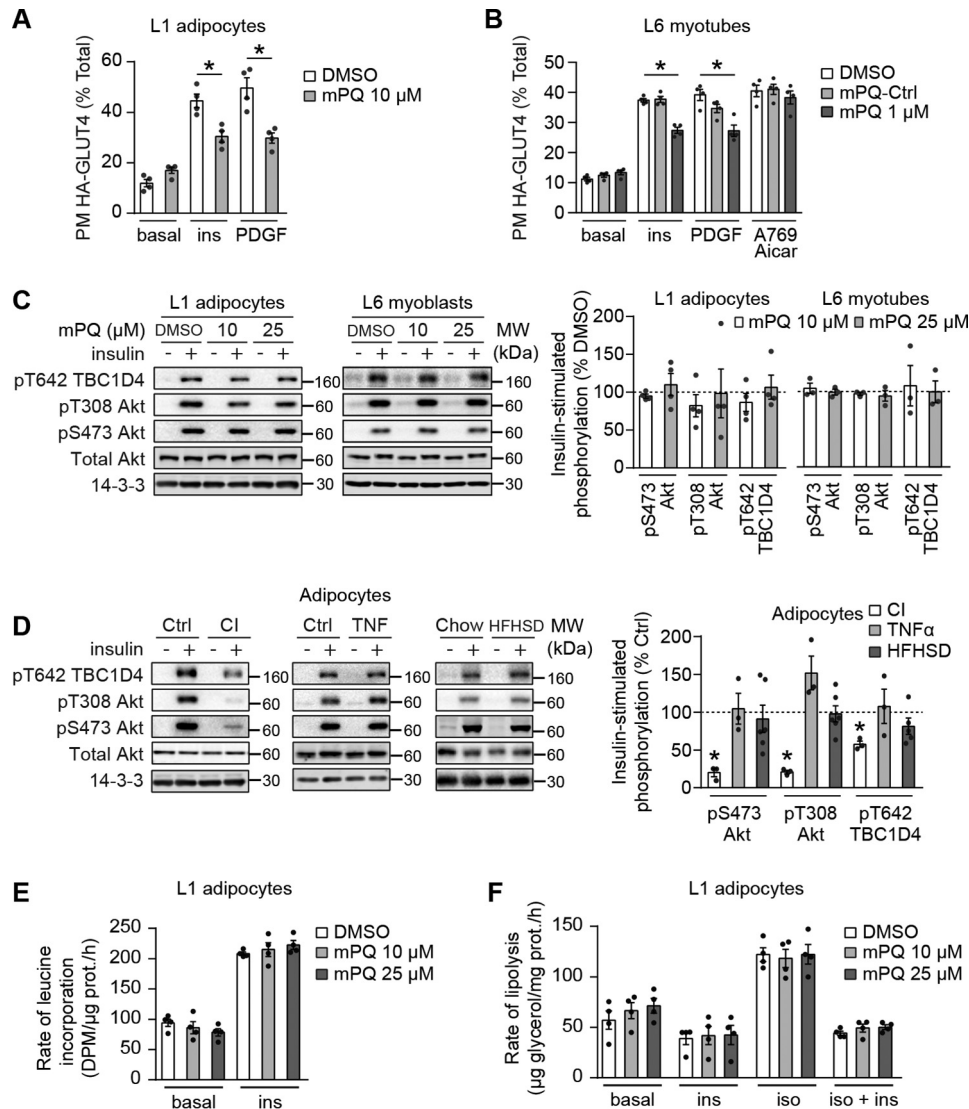 A
L1 adipocytes
PM HA-GLUT4 (% Total)
60
40
20
0
*
*
DMSO
mPQ 10 µM
basal
ins
PDGF
B
L6 myotubes
PM HA-GLUT4 (% Total)
50
40
30
20
10
0
*
*
DMSO
mPQ-Ctrl
mPQ 1 µM
basal
ins
PDGF
A769
Aicar
C
L1 adipocytes
L6 myoblasts
mPQ (µM)
DMSO
10
25
DMSO
10
25
MW
(kDa)
insulin
- + - + - +
- + - + - +
pT642 TBC1D4
160
160
pT308 Akt
60
60
pS473 Akt
60
60
Total Akt
60
60
14-3-3
30
30
Insulin-stimulated
phosphorylation (% DMSO)
200
150
100
50
0
L1 adipocytes
L6 myotubes
mPQ 10 µM
mPQ 25 µM
pS473
Akt
pT308
Akt
pT642
TBC1D4
pS473
Akt
pT308
Akt
pT642
TBC1D4
D
Adipocytes
Ctrl
CI
Ctrl
TNF
Chow
HFHSD
MW
(kDa)
insulin
- + - +
- + - +
- + - +
pT642 TBC1D4
160
160
160
pT308 Akt
60
60
60
pS473 Akt
60
60
60
Total Akt
60
60
60
14-3-3
30
30
30
Insulin-stimulated
phosphorylation (% Ctrl)
200
150
100
50
0
Adipocytes
CI
TNFα
HFHSD
*
*
*
pS473
Akt
pT308
Akt
pT642
TBC1D4
E
L1 adipocytes
Rate of leucine
incorporation
(DPM/µg prot./h)
250
200
150
100
50
0
DMSO
mPQ 10 µM
mPQ 25 µM
basal
ins
F
L1 adipocytes
Rate of lipolysis
(µg glycerol/mg prot./h)
150
100
50
0
DMSO
mPQ 10 µM
mPQ 25 µM
basal
ins
iso
iso + ins